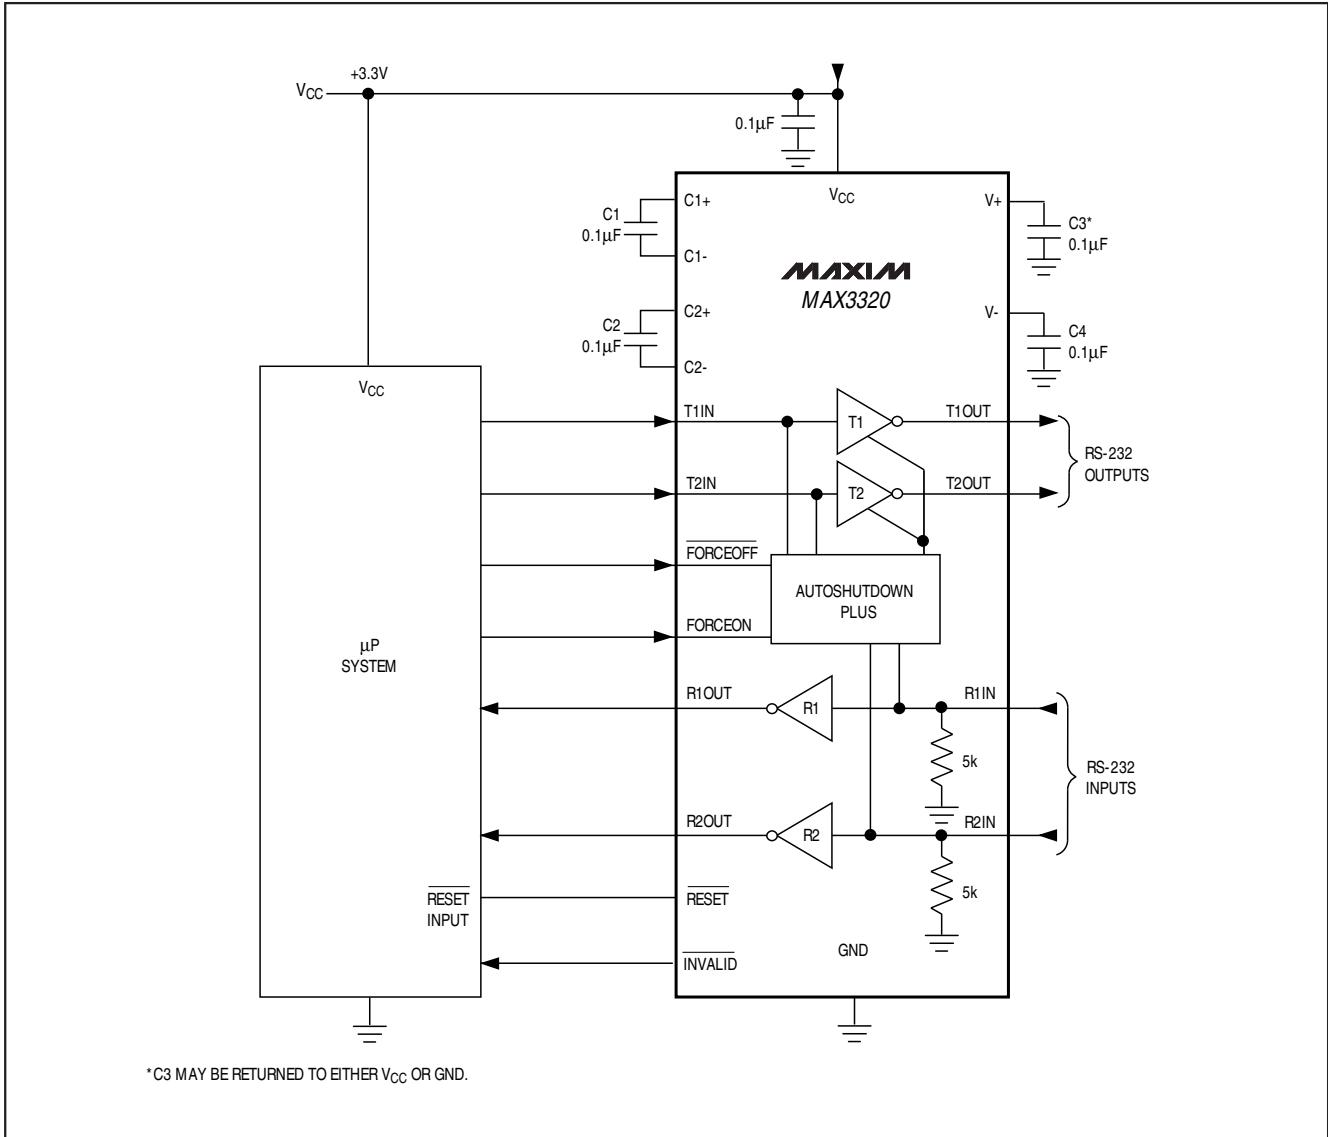 +3.3V
VCC
0.1µF
C1+
VCC
V+
C1
0.1µF
C3*
0.1µF
C1-
MAXIM
MAX3320
C2+
V-
C2
0.1µF
C4
0.1µF
C2-
VCC
T1IN
T1
T1OUT
RS-232
OUTPUTS
T2IN
T2
T2OUT
FORCEOFF
AUTOSHUTDOWN
PLUS
FORCEON
µP
SYSTEM
R1OUT
R1
R1IN
5k
RS-232
INPUTS
R2OUT
R2
R2IN
5k
RESET
INPUT
RESET
GND
INVALID
*C3 MAY BE RETURNED TO EITHER VCC OR GND.